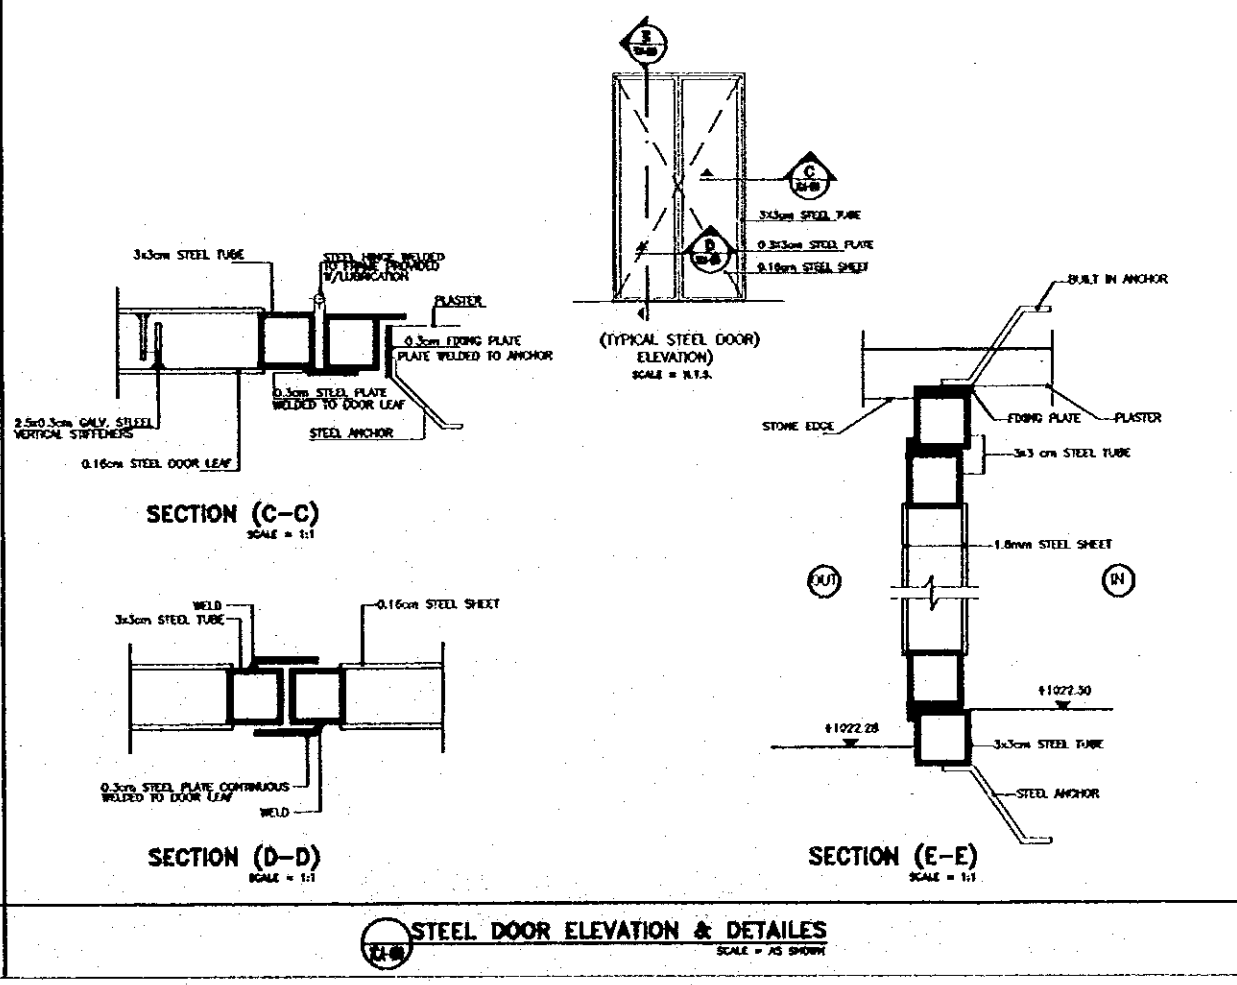 3x3cm STEEL TUBE
STEEL HINGE WELDED
TO FRAME PROVIDED
W/LUBRICATION
PLASTER
0.3cm FIXING PLATE
PLATE WELDED TO ANCHOR
0.3cm STEEL PLATE
WELDED TO DOOR LEAF
STEEL ANCHOR
2.5x0.3cm GALV. STEEL
VERTICAL STIFFENERS
0.16cm STEEL DOOR LEAF
SECTION (C-C)
SCALE = 1:1
C
3X3cm STEEL TUBE
D
0.3X3cm STEEL PLATE
0.16cm STEEL SHEET
(TYPICAL STEEL DOOR)
ELEVATION)
SCALE = N.T.S.
BUILT IN ANCHOR
STONE EDGE
FIXING PLATE
PLASTER
3x3 cm STEEL TUBE
1.6mm STEEL SHEET
OUT
IN
+1022.30
+1022.28
3x3cm STEEL TUBE
STEEL ANCHOR
SECTION (E-E)
SCALE = 1:1
WELD
3x3cm STEEL TUBE
0.16cm STEEL SHEET
0.3cm STEEL PLATE CONTINUOUS
WELDED TO DOOR LEAF
WELD
SECTION (D-D)
SCALE = 1:1
STEEL DOOR ELEVATION & DETAILES
SCALE = AS SHOWN